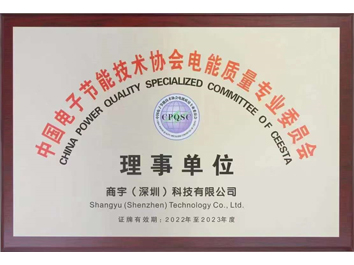 中国电子节能技术协会电能质量专业委员会
CHINA POWER QUALITY SPECIALIZED COMMITTEE OF CEESTA
CPQSC
理事单位
商宇（深圳）科技有限公司
Shangyu (Shenzhen) Technology Co., Ltd.
证牌有效期：2022年至2023年度